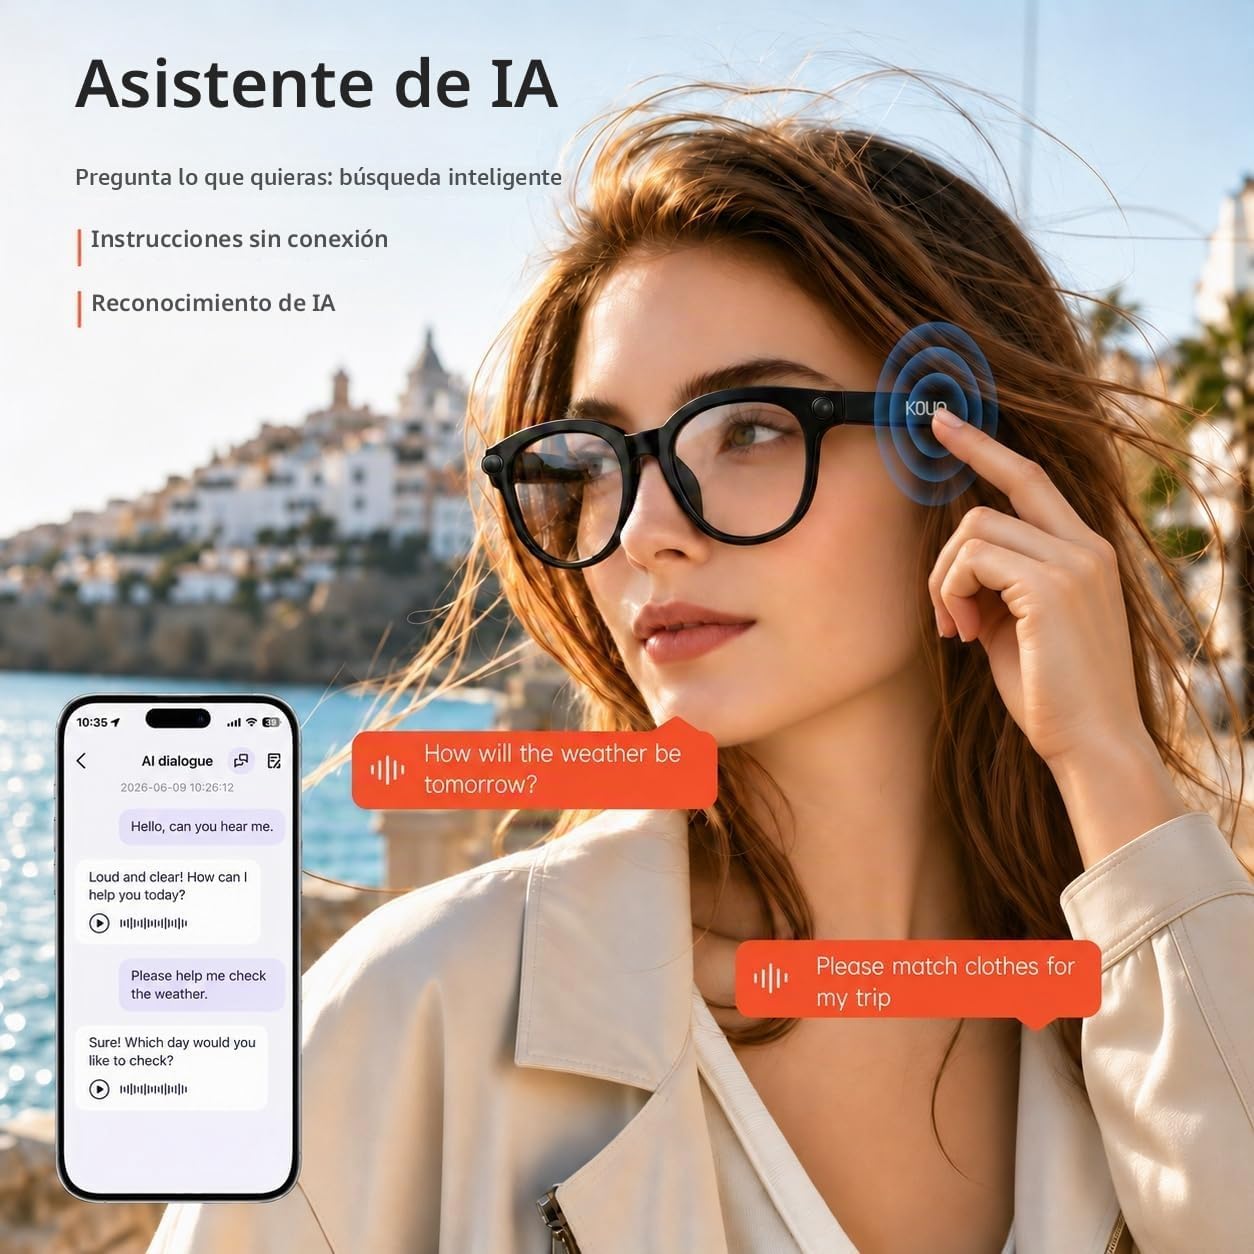 Asistente de IA
Pregunta lo que quieras: búsqueda inteligente
Instrucciones sin conexión
Reconocimiento de IA
10:35
39
AI dialogue
2026-06-09 10:26:12
Hello, can you hear me.
Loud and clear! How can I
help you today?
Please help me check
the weather.
Sure! Which day would you
like to check?
How will the weather be
tomorrow?
Please match clothes for
my trip